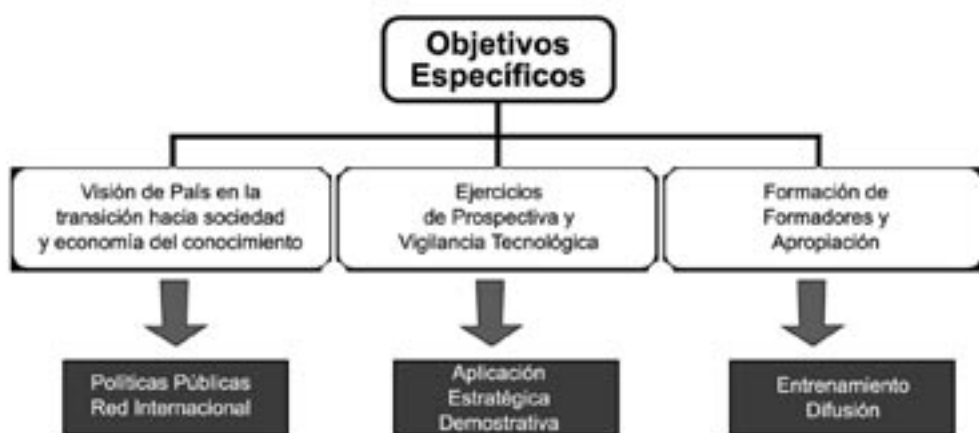 Objetivos
Específicos
Visión de País en la
transición hacia sociedad
y economía del conocimiento
Ejercicios
de Prospectiva y
Vigilancia Tecnológica
Formación de
Formadores y
Apropiación
Políticas Públicas
Red Internacional
Aplicación
Estratégica
Demostrativa
Entrenamiento
Difusión